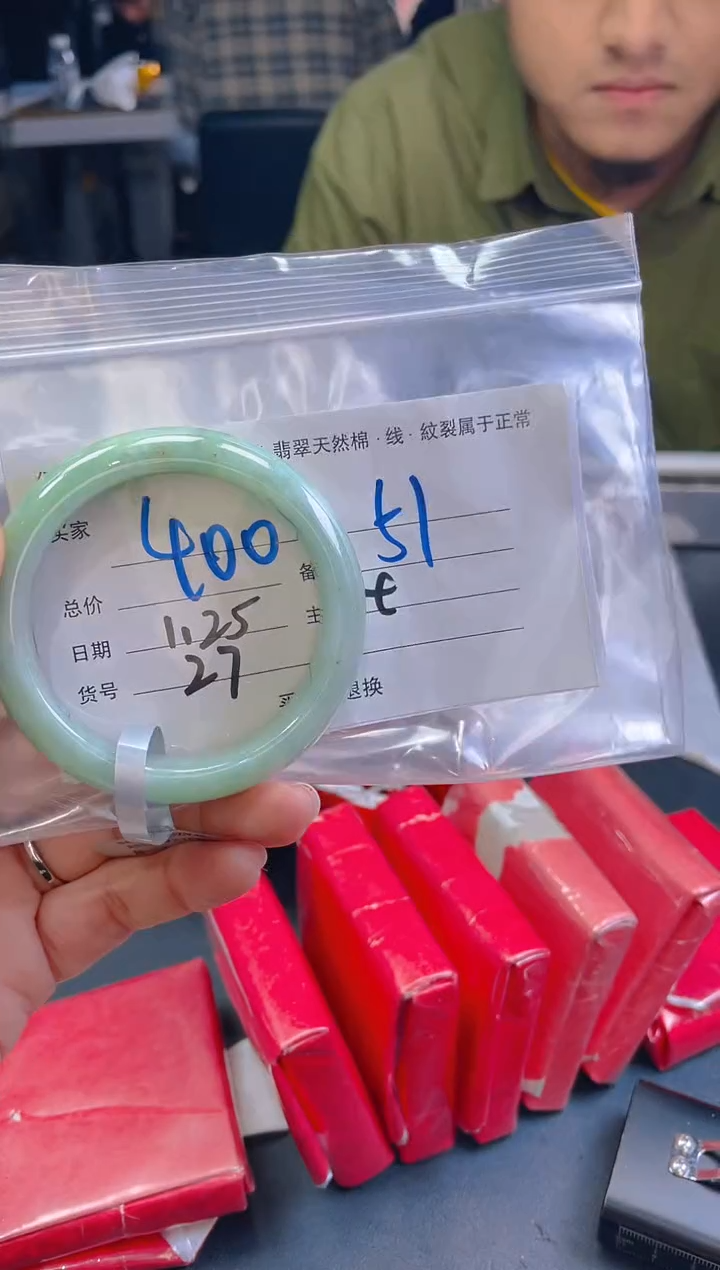 翡翠天然棉·线·紋裂属于正常
买家 400
备 51
总价
主 t
日期 1.25
货号 27
退换